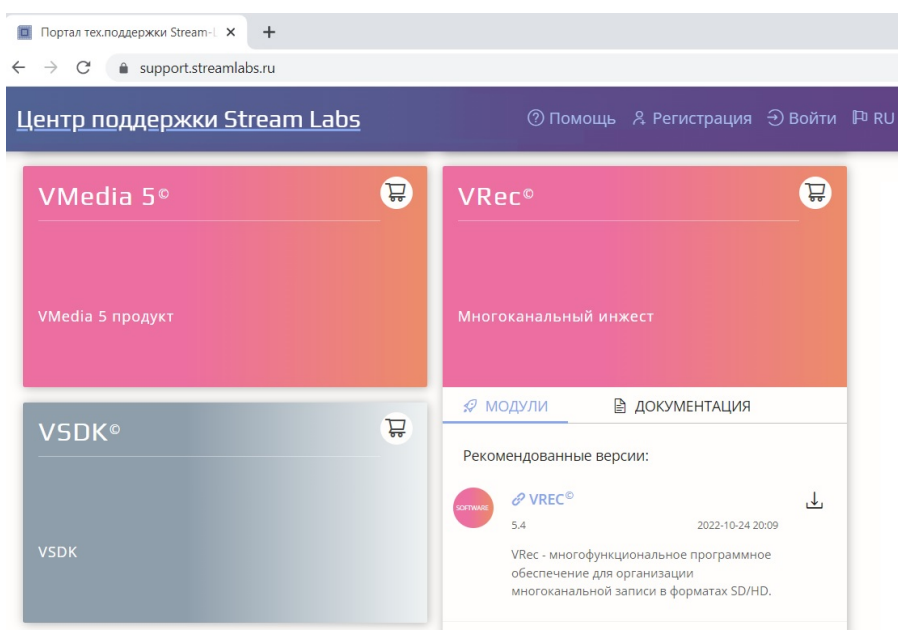 Портал тех.поддержки Stream-L
support.streamlabs.ru
Центр поддержки Stream Labs
Помощь
Регистрация
Войти
RU
VMedia 5©
VMedia 5 продукт
VRec©
Многоканальный инжест
МОДУЛИ
ДОКУМЕНТАЦИЯ
Рекомендованные версии:
SOFTWARE
VREC©
5.4
2022-10-24 20:09
VRec - многофункциональное программное
обеспечение для организации
многоканальной записи в форматах SD/HD.
VSDK©
VSDK